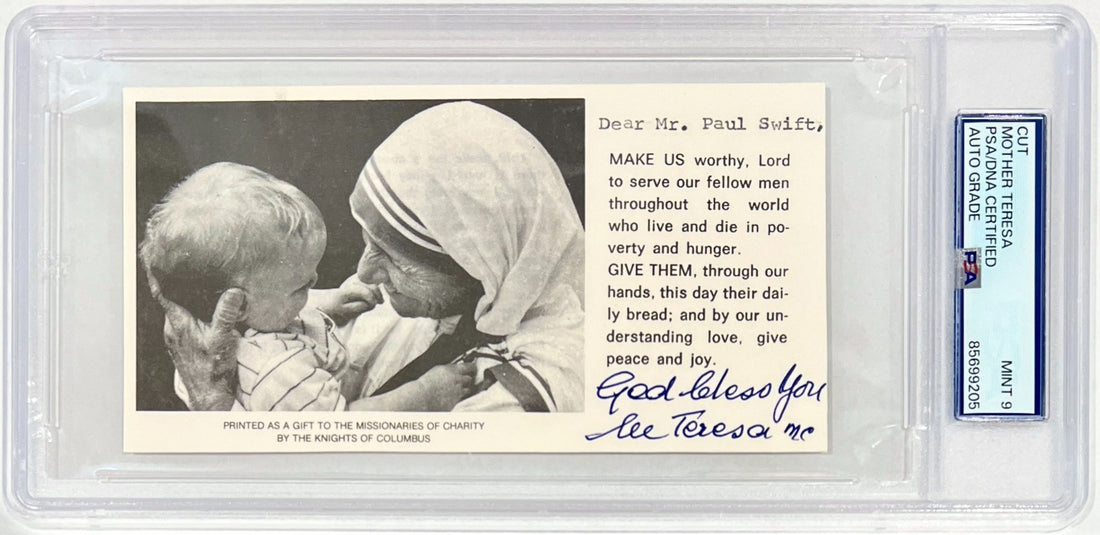 Dear Mr. Paul Swift,
MAKE US worthy, Lord
to serve our fellow men
throughout the world
who live and die in po-
verty and hunger.
GIVE THEM, through our
hands, this day their dai-
ly bread; and by our un-
derstanding love, give
peace and joy.
God bless You
Teresa mc
PRINTED AS A GIFT TO THE MISSIONARIES OF CHARITY
BY THE KNIGHTS OF COLUMBUS
CUT
MOTHER TERESA
PSA/DNA CERTIFIED
AUTO GRADE
MINT 9
85699205
PSA